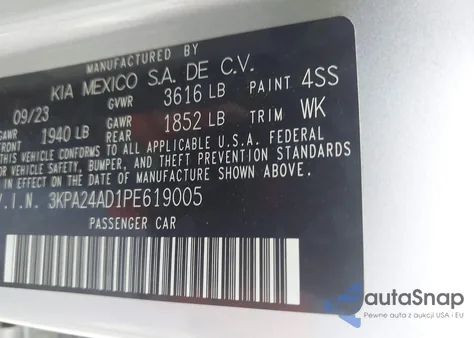 MANUFACTURED BY
KIA MEXICO S.A. DE C.V.
09/23 GVWR 3616 LB PAINT 4SS
GAWR FRONT 1940 LB GAWR REAR 1852 LB TRIM WK
THIS VEHICLE CONFORMS TO ALL APPLICABLE U.S.A. FEDERAL
VEHICLE SAFETY, BUMPER, AND THEFT PREVENTION STANDARDS
IN EFFECT ON THE DATE OF MANUFACTURE SHOWN ABOVE.
V.I.N. 3KPA24AD1PE619005
PASSENGER CAR
autaSnap
Pewne auta z aukcji USA i EU